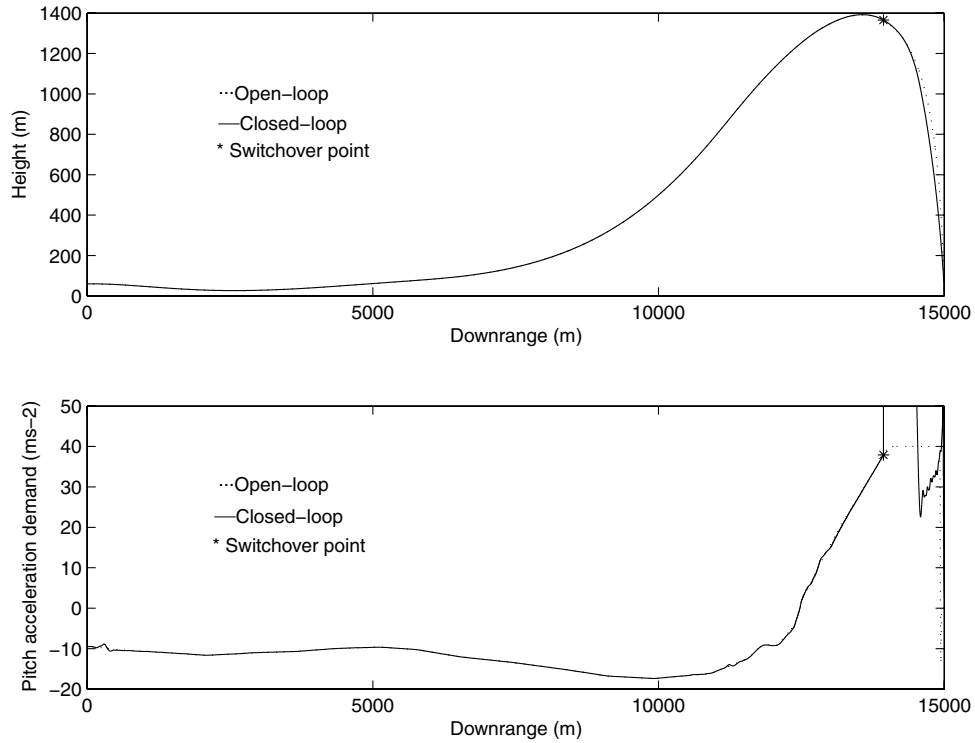 1400
1200
1000
800
600
400
200
0
Height (m)
Open−loop
Closed−loop
* Switchover point
0
5000
10000
15000
Downrange (m)
50
40
30
20
10
0
−10
−20
Pitch acceleration demand (ms−2)
Open−loop
Closed−loop
* Switchover point
0
5000
10000
15000
Downrange (m)